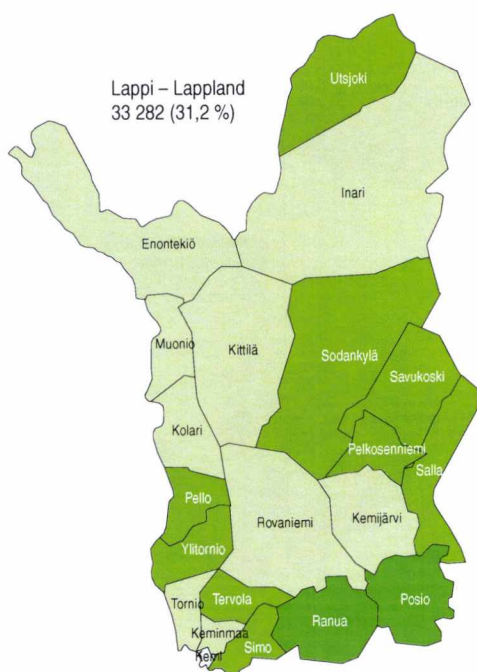 Lappi – Lappland
33 282 (31,2 %)
Utsjoki
Inari
Enontekiö
Muonio
Kittilä
Sodankylä
Savukoski
Kolari
Pelkosenniemi
Salla
Pello
Rovaniemi
Kemijärvi
Ylitornio
Tornio
Tervola
Ranua
Posio
Keminmaa
Simo
Kemi